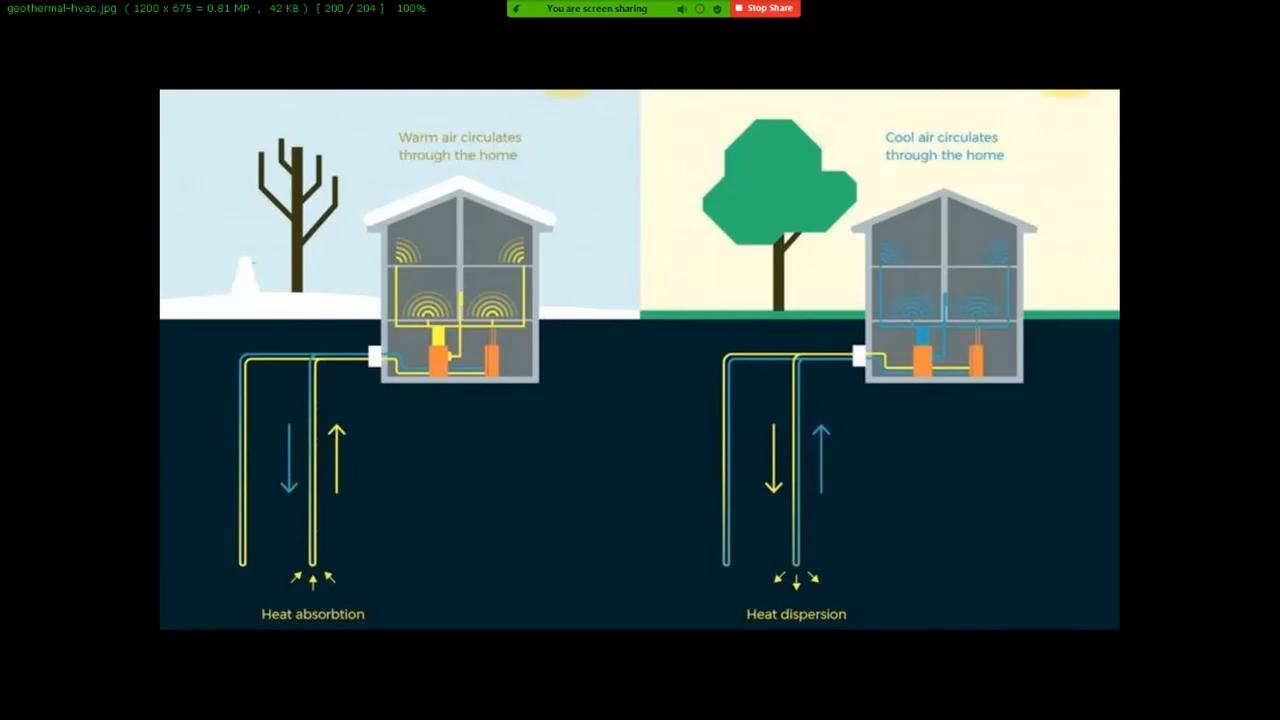 geothermal-hvac.jpg ( 1200 x 675 = 0.81 MP , 42 KB ) [ 200 / 204 ] 100%
You are screen sharing
Stop Share
Warm air circulates
through the home
Cool air circulates
through the home
Heat absorbtion
Heat dispersion